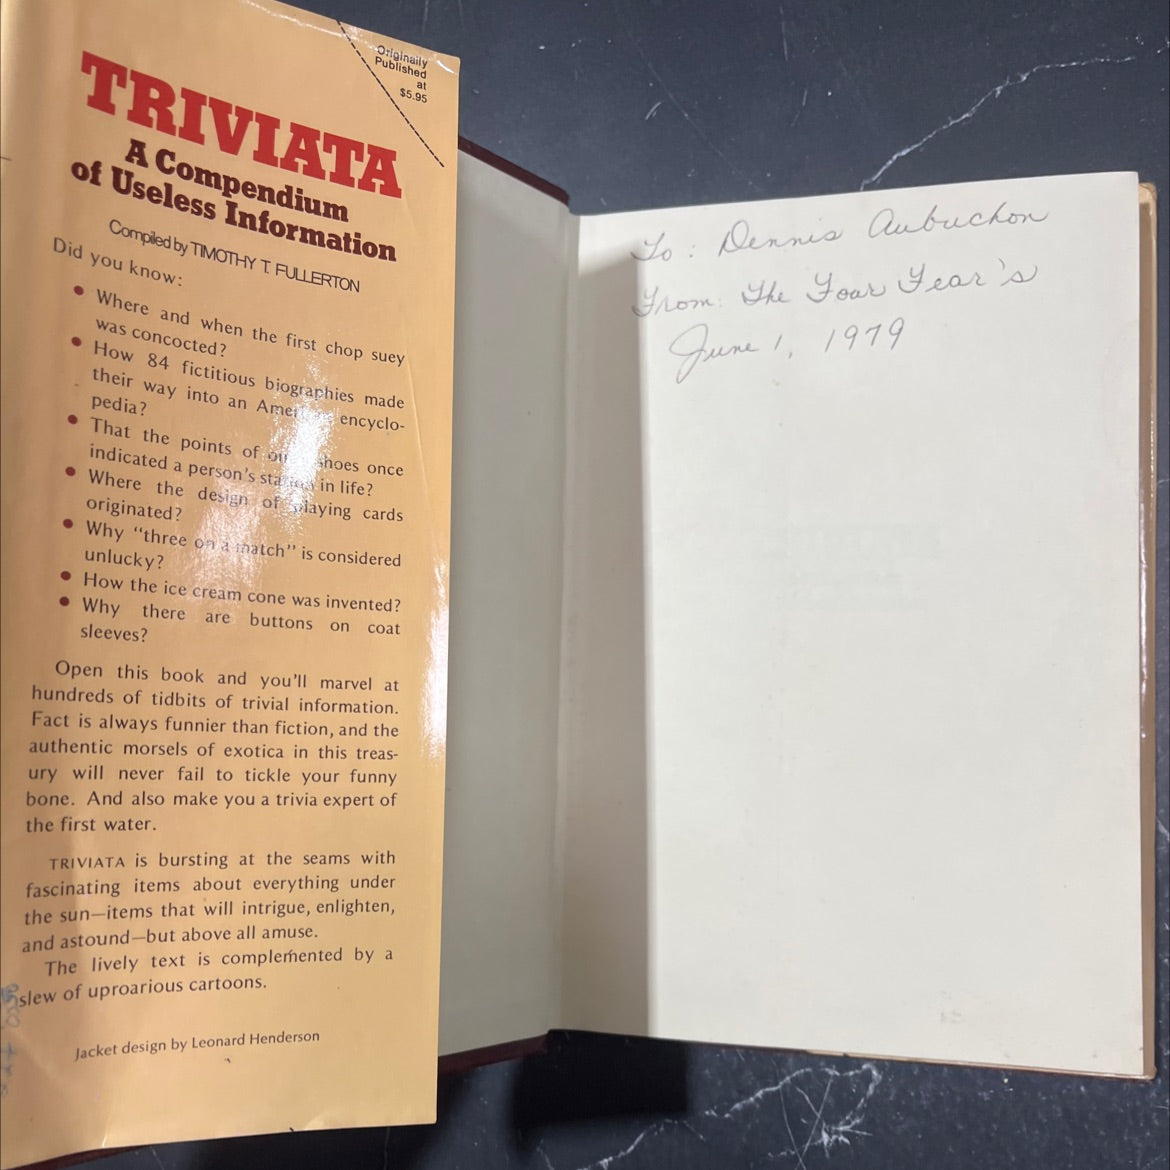 Originally
Published
at
$5.95
TRIVIATA
A Compendium
of Useless Information
Compiled by TIMOTHY T. FULLERTON
Did you know:
• Where and when the first chop suey
was concocted?
• How 84 fictitious biographies made
their way into an American encyclo-
pedia?
• That the points of our shoes once
indicated a person's station in life?
• Where the design of playing cards
originated?
• Why "three on a match" is considered
unlucky?
• How the ice cream cone was invented?
• Why there are buttons on coat
sleeves?
Open this book and you'll marvel at
hundreds of tidbits of trivial information.
Fact is always funnier than fiction, and the
authentic morsels of exotica in this treas-
ury will never fail to tickle your funny
bone. And also make you a trivia expert of
the first water.
TRIVIATA is bursting at the seams with
fascinating items about everything under
the sun—items that will intrigue, enlighten,
and astound—but above all amuse.
The lively text is complemented by a
slew of uproarious cartoons.
Jacket design by Leonard Henderson
To: Dennis Aubuchon
From: The Four Fear's
June 1, 1979